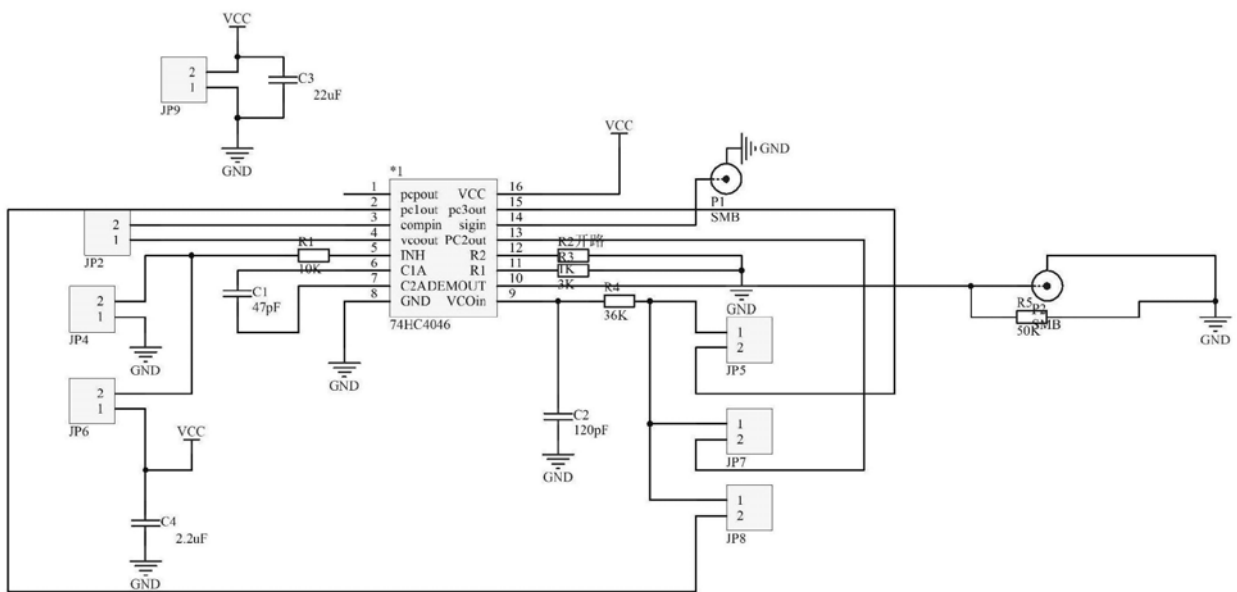 VCC
2
1
JP9
C3
22uF
GND
VCC
GND
P1
SMB
*1
1 pcpout VCC 16
2 pc1out pc3out 15
3 compin sigin 14
4 vcoout PC2out 13
5 INH R2 12
6 C1A R1 11
7 C2ADEMOUT 10
8 GND VCOin 9
74HC4046
2
1
JP2
R1
10K
R2开路
R3
1K
3K
GND
C1
47pF
R4
36K
2
1
JP4
GND
GND
R5
50K
P2
SMB
GND
1
2
JP5
2
1
JP6
VCC
C2
120pF
GND
1
2
JP7
1
2
JP8
C4
2.2uF
GND